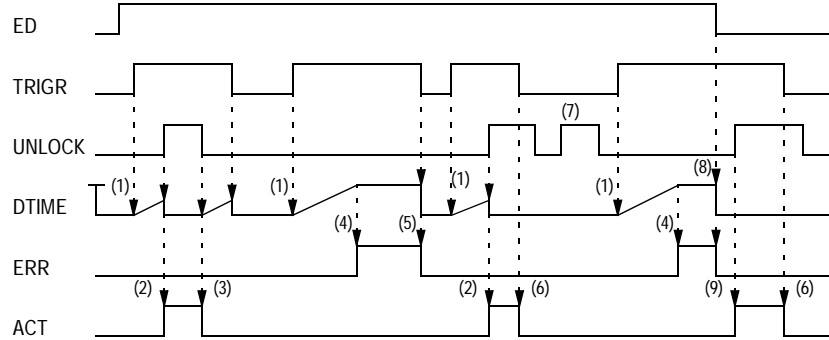 ED
TRIGR
(7)
UNLOCK
(8)
(1) (1) (1) (1)
DTIME
(4) (5) (4)
ERR
(2) (3) (2) (6) (9) (6)
ACT